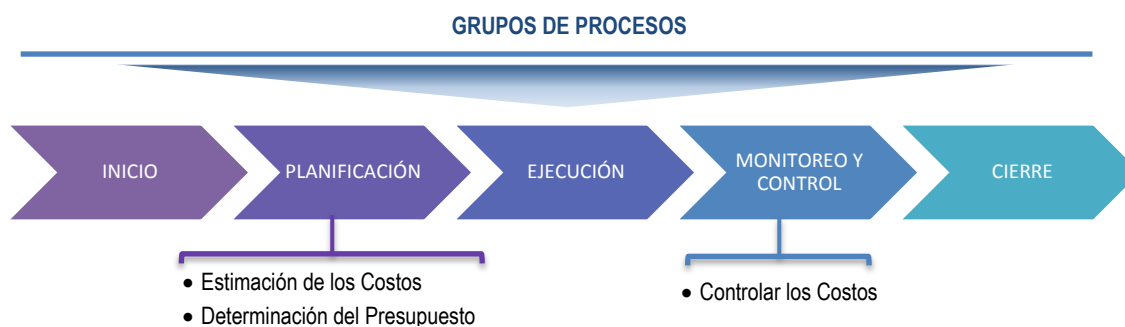 GRUPOS DE PROCESOS
INICIO
PLANIFICACIÓN
EJECUCIÓN
MONITOREO Y
CONTROL
CIERRE
• Estimación de los Costos
• Determinación del Presupuesto
• Controlar los Costos